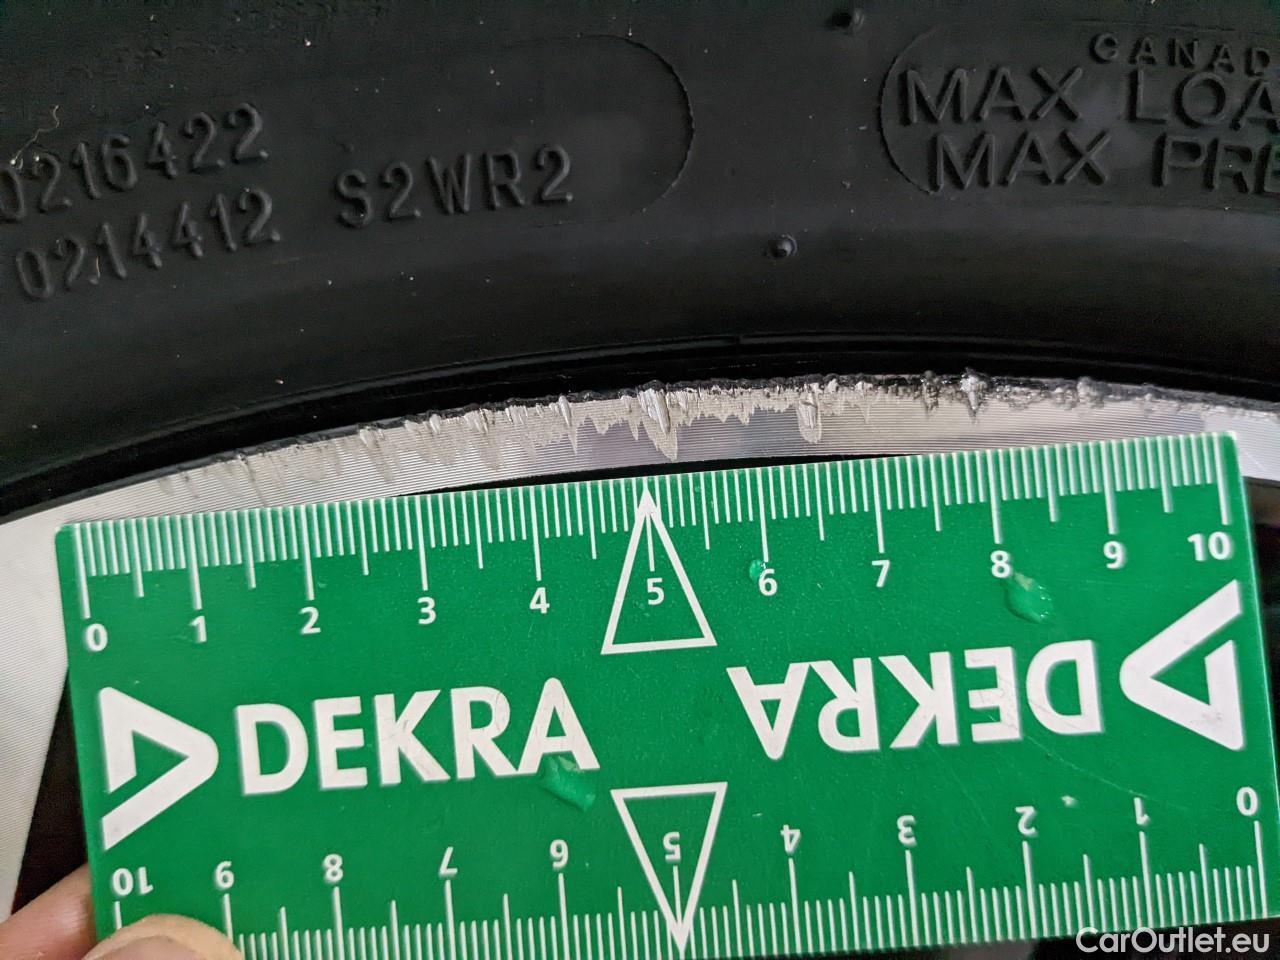 CANAD
0216422
MAX LOA
0214412 S2WR2
MAX PRE
0 1 2 3 4 5 6 7 8 9 10
DEKRA
DEKRA
10 9 8 7 6 5 4 3 2 1 0
CarOutlet.eu